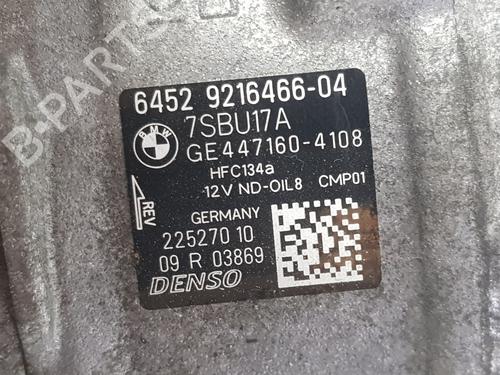 B-PARTS
6452 9216466-04
BMW
7SBU17A
GE447160-4108
HFC134a
12V ND-OIL8 CMP01
REV
GERMANY
225270 10
09 R 03869
DENSO